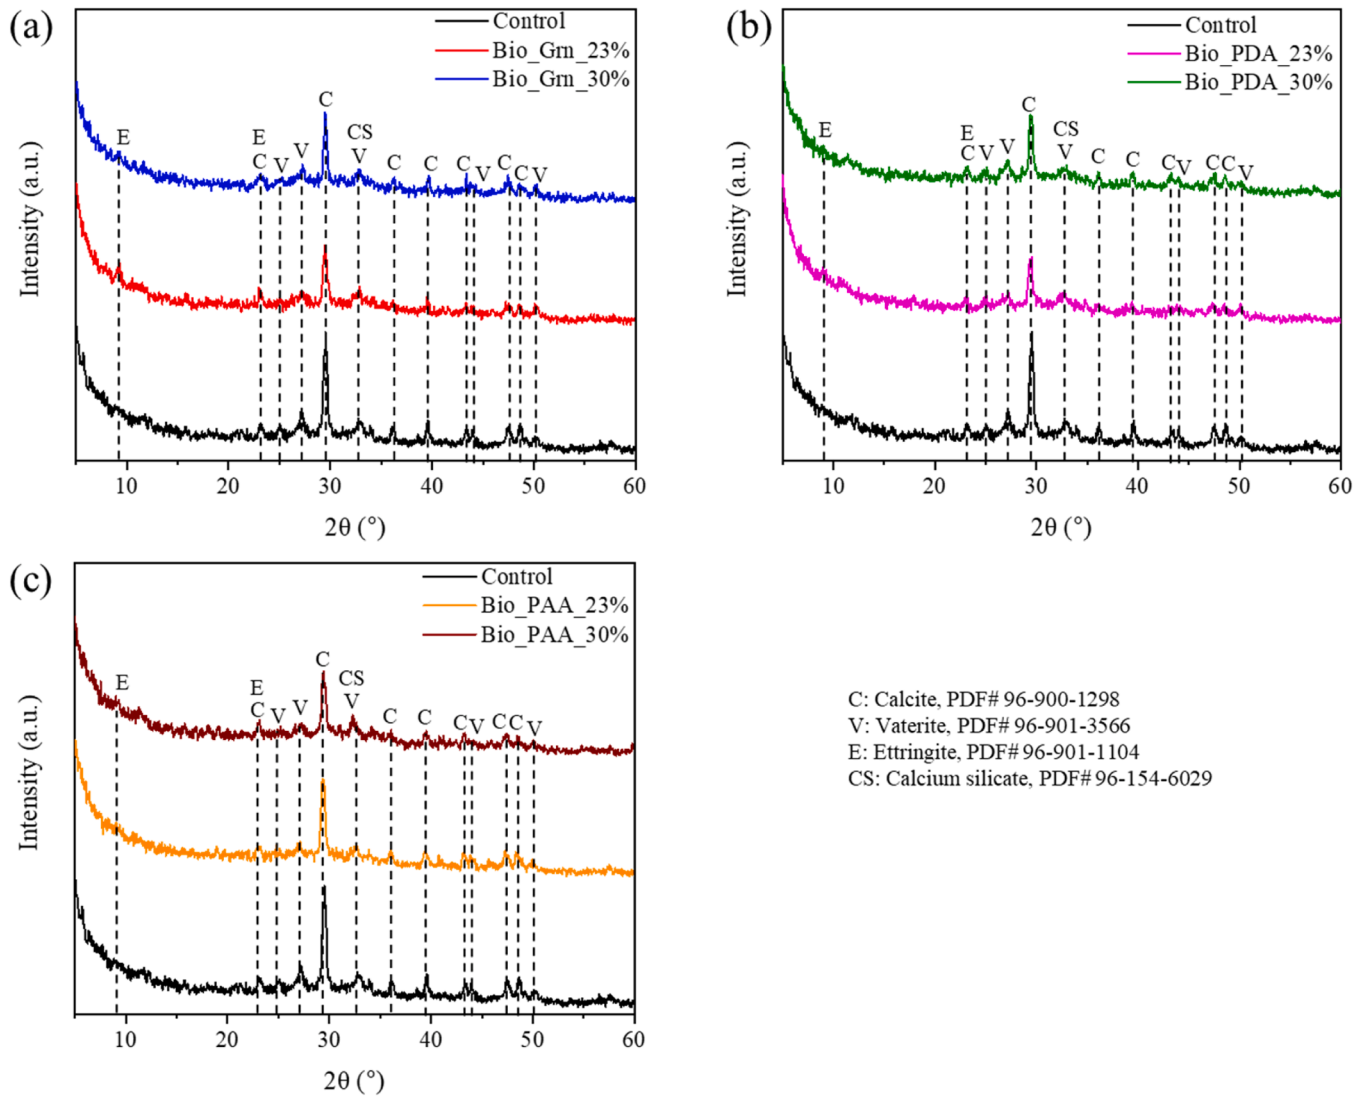 (a)
Control
Bio_Grn_23%
Bio_Grn_30%
C
E E CS
C V V V C C C V C C V
Intensity (a.u.)
10 20 30 40 50 60
2θ (°)
(b)
Control
Bio_PDA_23%
Bio_PDA_30%
C
E E CS
C V V V C C C V C C V
Intensity (a.u.)
10 20 30 40 50 60
2θ (°)
(c)
Control
Bio_PAA_23%
Bio_PAA_30%
C
E E CS
C V V V C C C V C C V
Intensity (a.u.)
10 20 30 40 50 60
2θ (°)
C: Calcite, PDF# 96-900-1298
V: Vaterite, PDF# 96-901-3566
E: Ettringite, PDF# 96-901-1104
CS: Calcium silicate, PDF# 96-154-6029